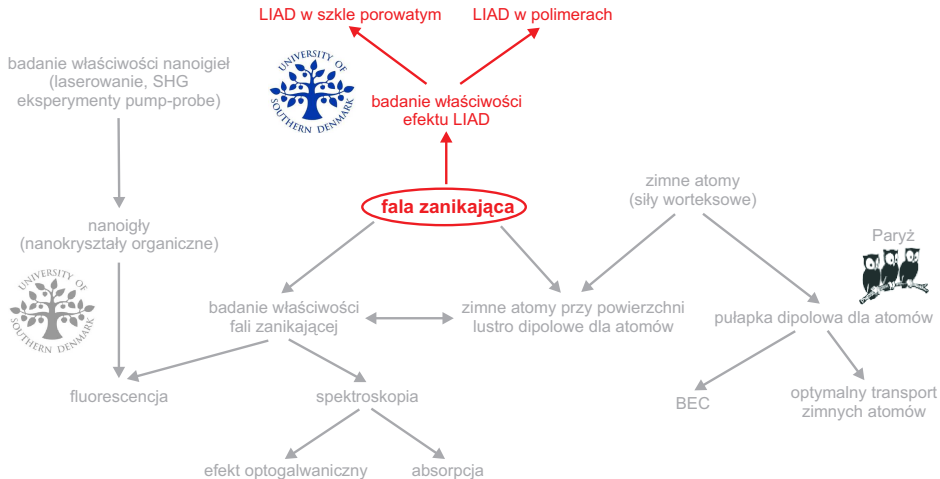 LIAD w szkle porowatym
LIAD w polimerach
badanie właściwości nanoigieł
(laserowanie, SHG
eksperymenty pump-probe)
UNIVERSITY OF
SOUTHERN DENMARK
badanie właściwości
efektu LIAD
fala zanikająca
zimne atomy
(siły worteksowe)
nanoigły
(nanokryształy organiczne)
Paryż
UNIVERSITY OF
SOUTHERN DENMARK
badanie właściwości
fali zanikającej
zimne atomy przy powierzchni
lustro dipolowe dla atomów
pułapka dipolowa dla atomów
fluorescencja
spektroskopia
BEC
optymalny transport
zimnych atomów
efekt optogalwaniczny
absorpcja